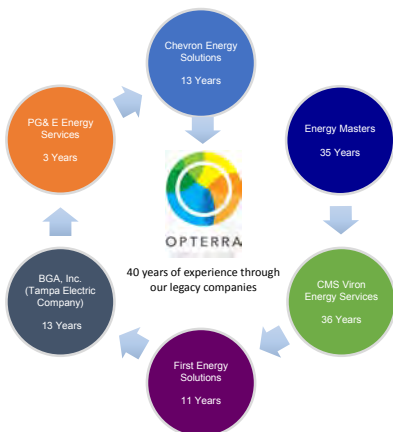 Chevron Energy
Solutions
13 Years
PG& E Energy
Services
3 Years
Energy Masters
35 Years
OPTERRA
40 years of experience through
our legacy companies
BGA, Inc.
(Tampa Electric
Company)
13 Years
CMS Viron
Energy Services
36 Years
First Energy
Solutions
11 Years